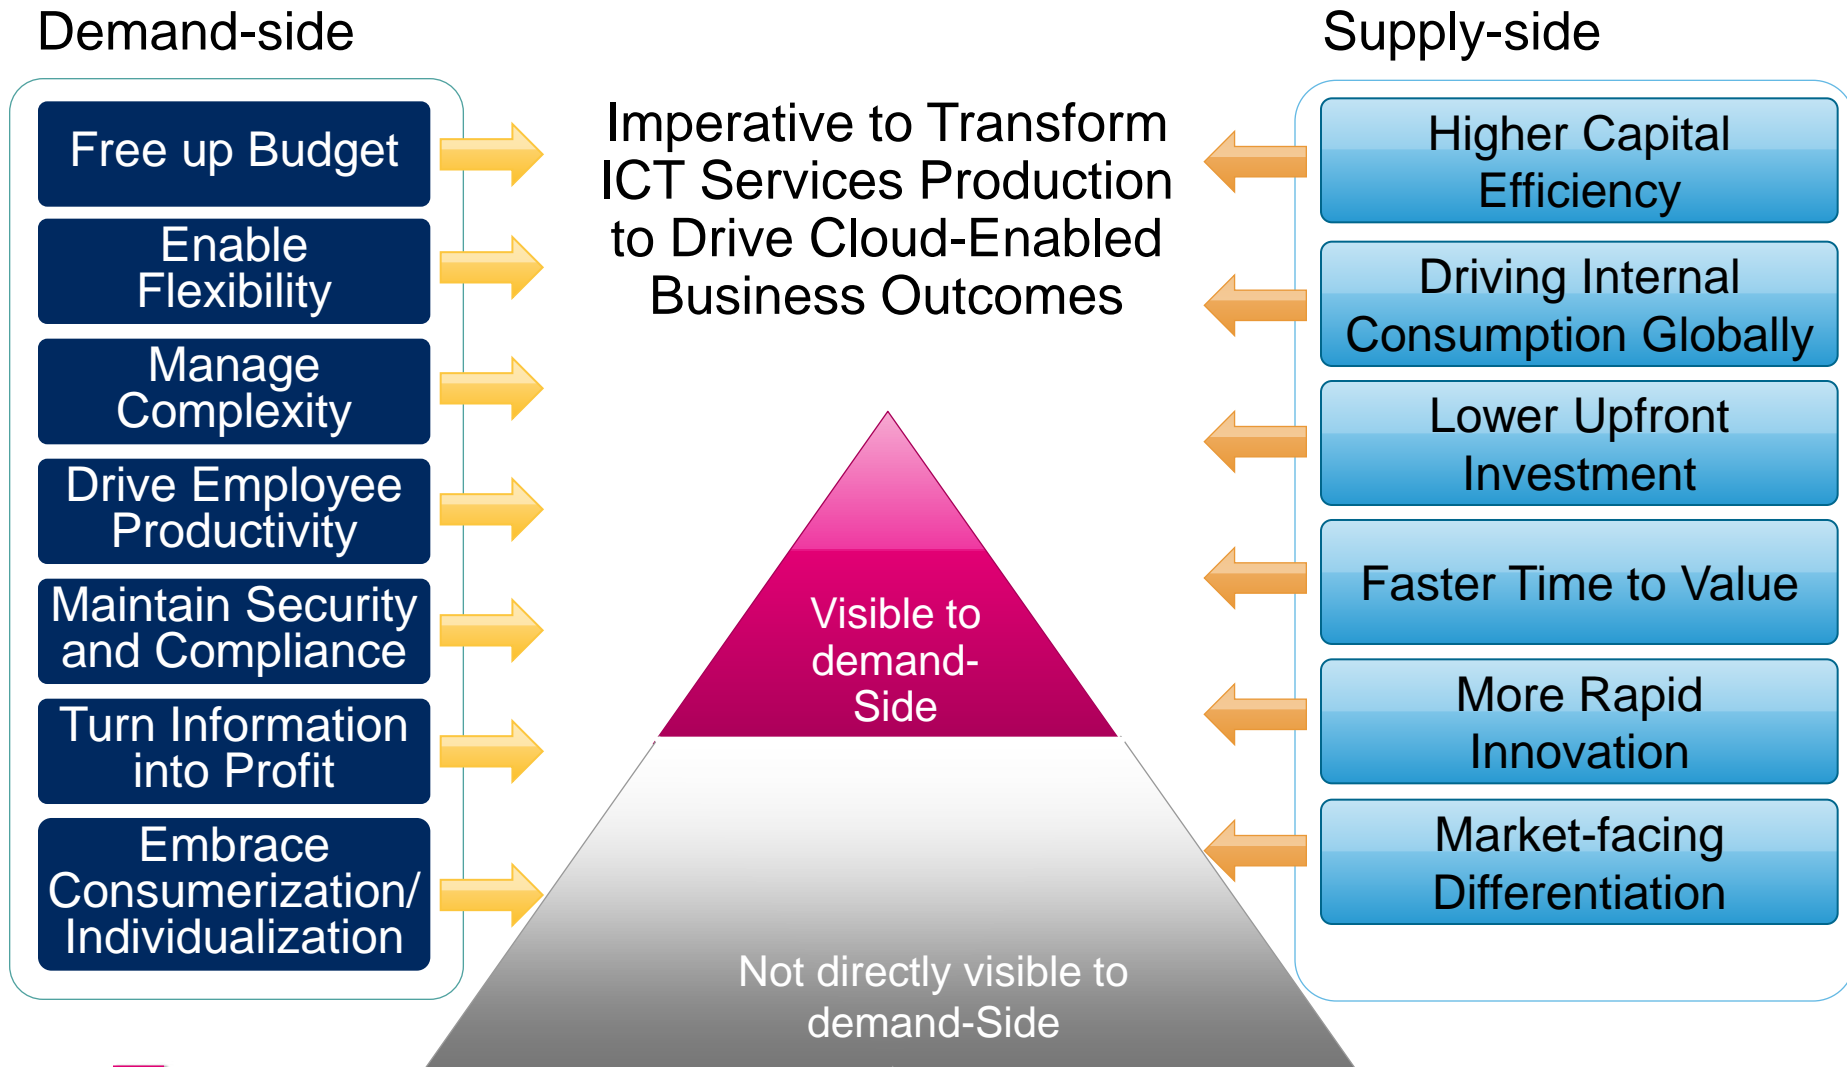 Demand-side
Free up Budget
Enable
Flexibility
Manage
Complexity
Drive Employee
Productivity
Maintain Security
and Compliance
Turn Information
into Profit
Embrace
Consumerization/
Individualization
Imperative to Transform
ICT Services Production
to Drive Cloud-Enabled
Business Outcomes
Visible to
demand-
Side
Not directly visible to
demand-Side
Supply-side
Higher Capital
Efficiency
Driving Internal
Consumption Globally
Lower Upfront
Investment
Faster Time to Value
More Rapid
Innovation
Market-facing
Differentiation